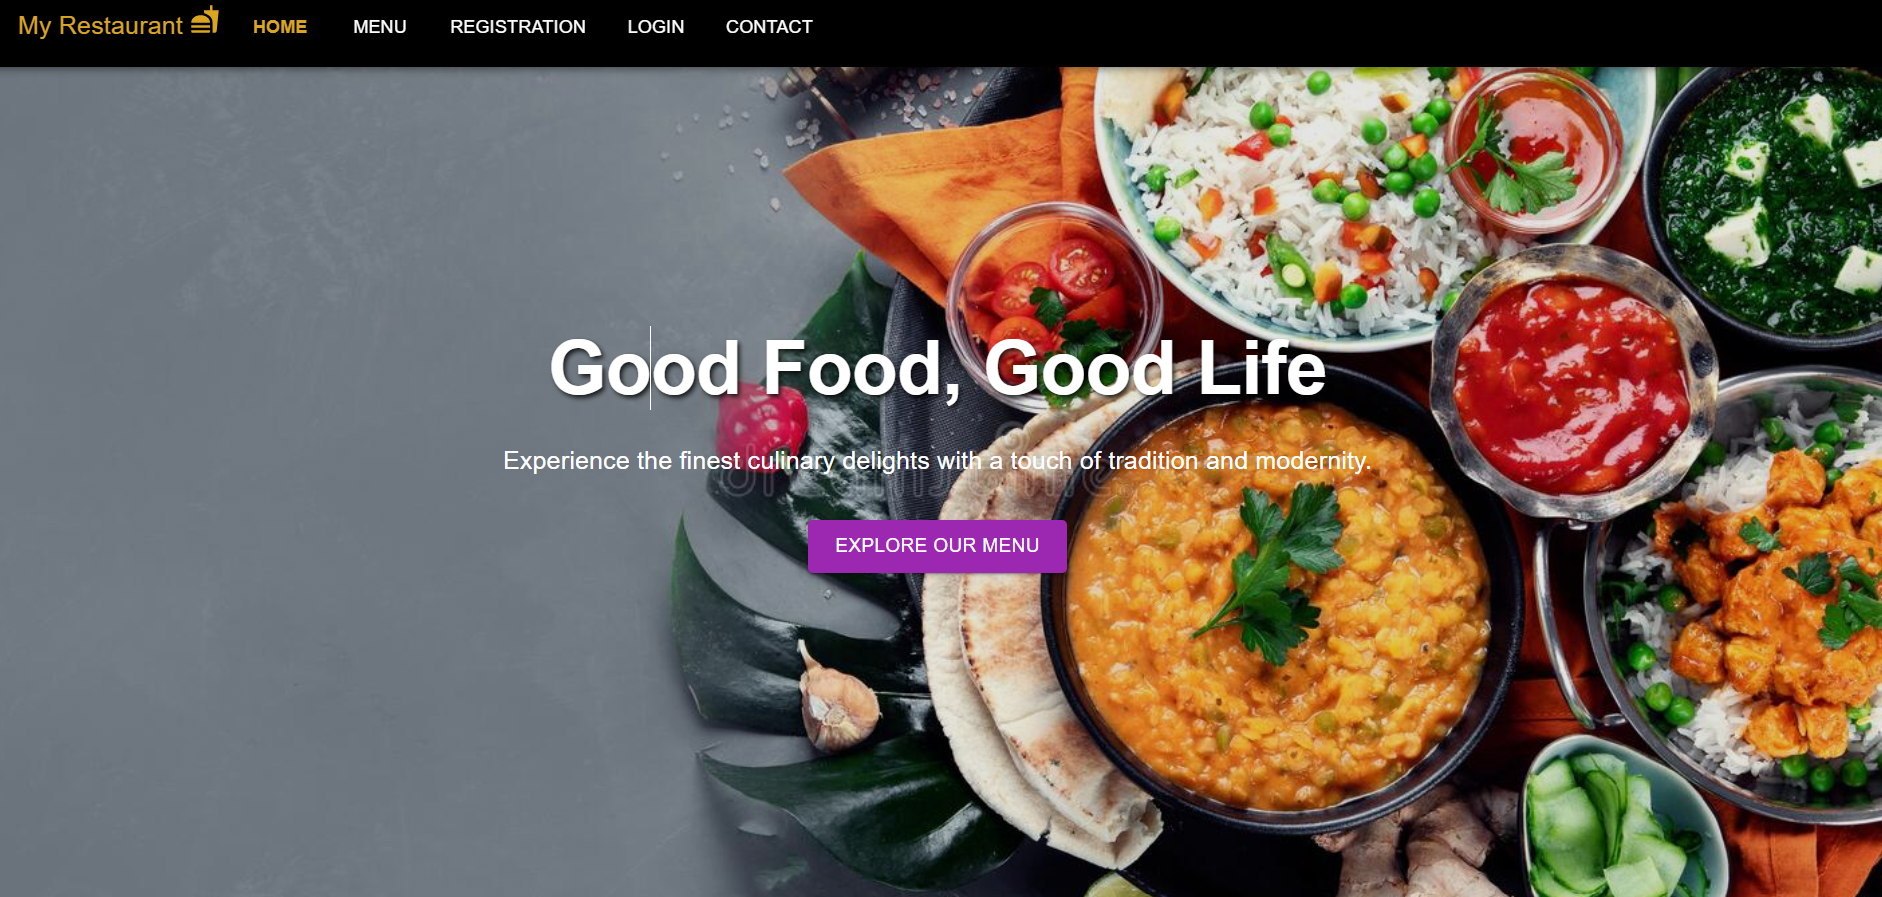 My Restaurant
HOME
MENU
REGISTRATION
LOGIN
CONTACT
Good Food, Good Life
Experience the finest culinary delights with a touch of tradition and modernity.
EXPLORE OUR MENU
dreamstime